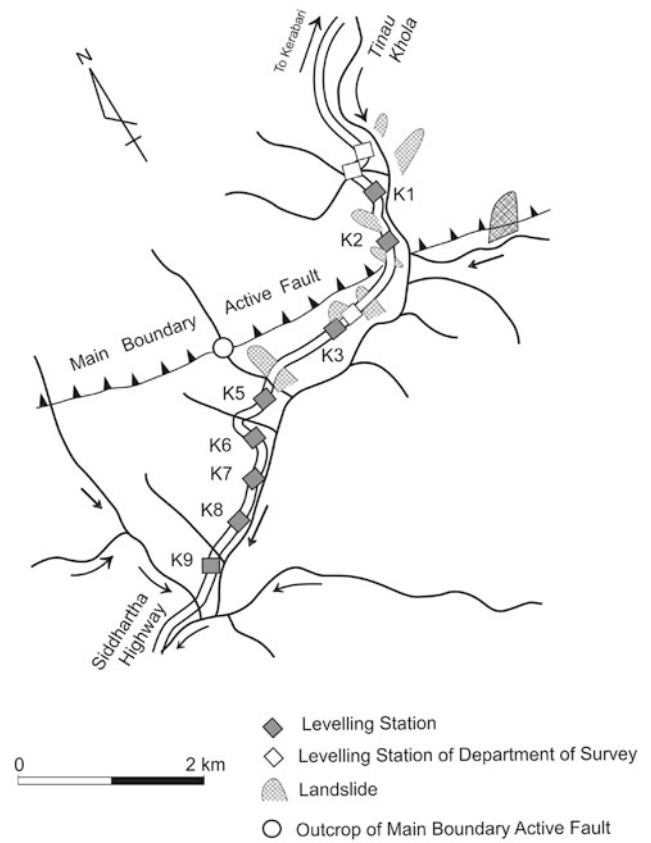 N
To Kerabari
Tinau
Khola
K1
K2
Main Boundary Active Fault
K3
K5
K6
K7
K8
K9
Siddhartha
Highway
Levelling Station
0 2 km
Levelling Station of Department of Survey
Landslide
Outcrop of Main Boundary Active Fault